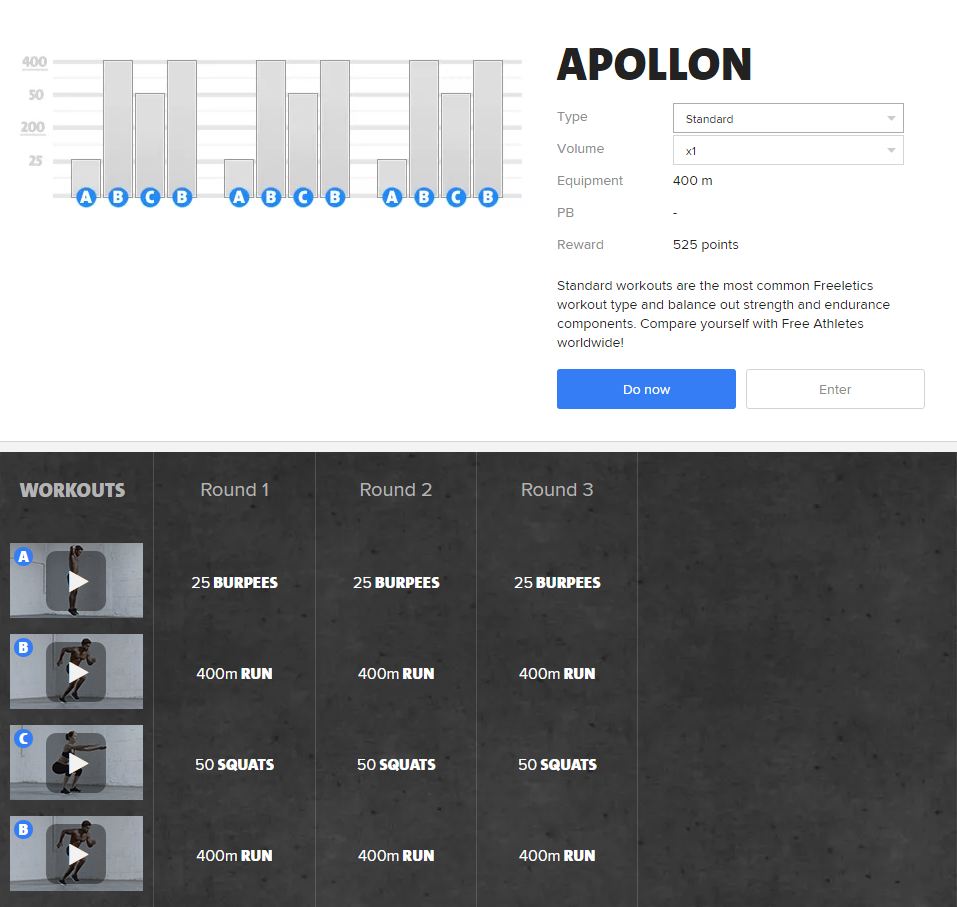 400
50
200
25
A B C B A B C B A B C B
APOLLON
Type Standard
Volume x1
Equipment 400 m
PB -
Reward 525 points
Standard workouts are the most common Freeletics
workout type and balance out strength and endurance
components. Compare yourself with Free Athletes
worldwide!
Do now Enter
WORKOUTS Round 1 Round 2 Round 3
A 25 BURPEES 25 BURPEES 25 BURPEES
B 400m RUN 400m RUN 400m RUN
C 50 SQUATS 50 SQUATS 50 SQUATS
B 400m RUN 400m RUN 400m RUN